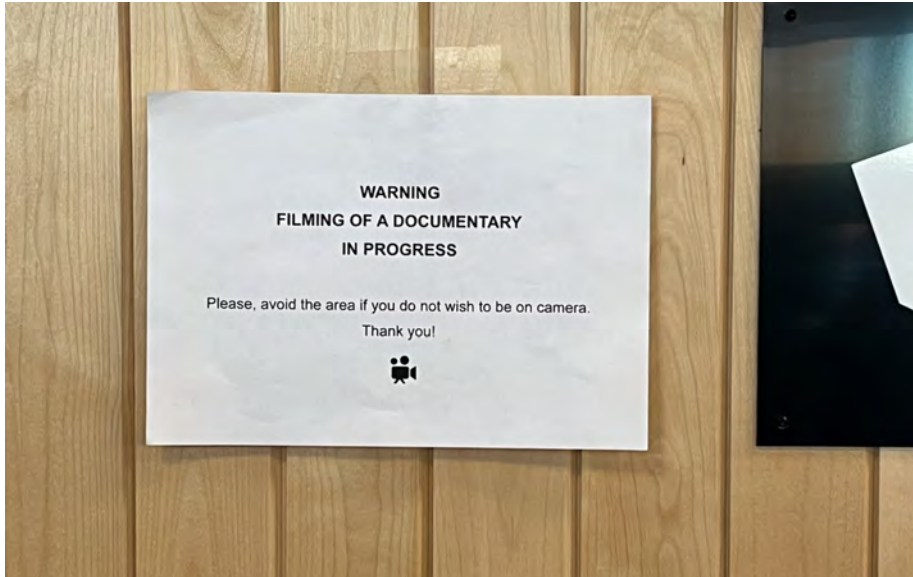 WARNING
FILMING OF A DOCUMENTARY
IN PROGRESS
Please, avoid the area if you do not wish to be on camera.
Thank you!